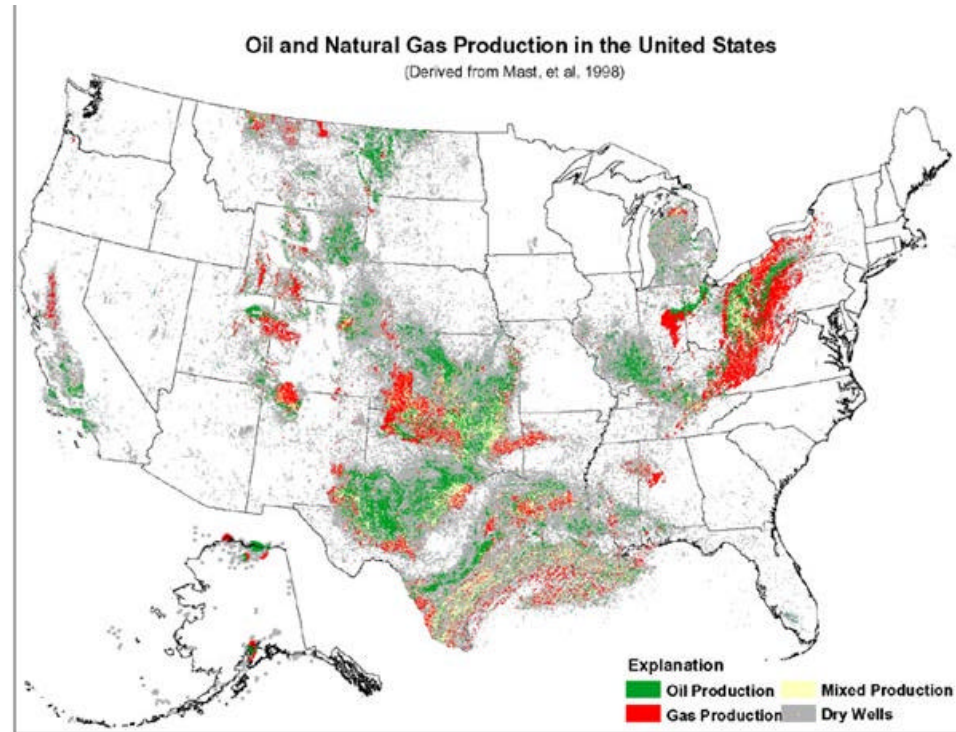 Oil and Natural Gas Production in the United States
(Derived from Mast, et al, 1998)
Explanation
Oil Production
Mixed Production
Gas Production
Dry Wells